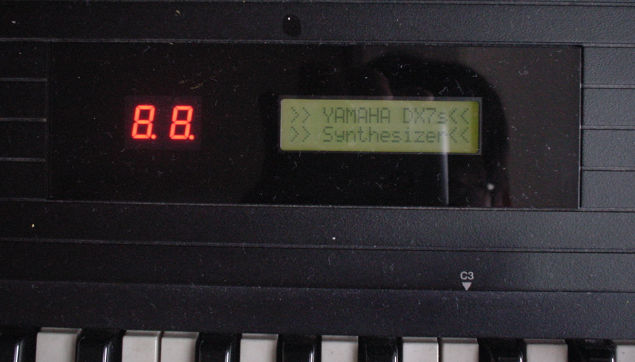 8.8.
>> YAMAHA DX7s<<
>> Synthesizer<<
C3